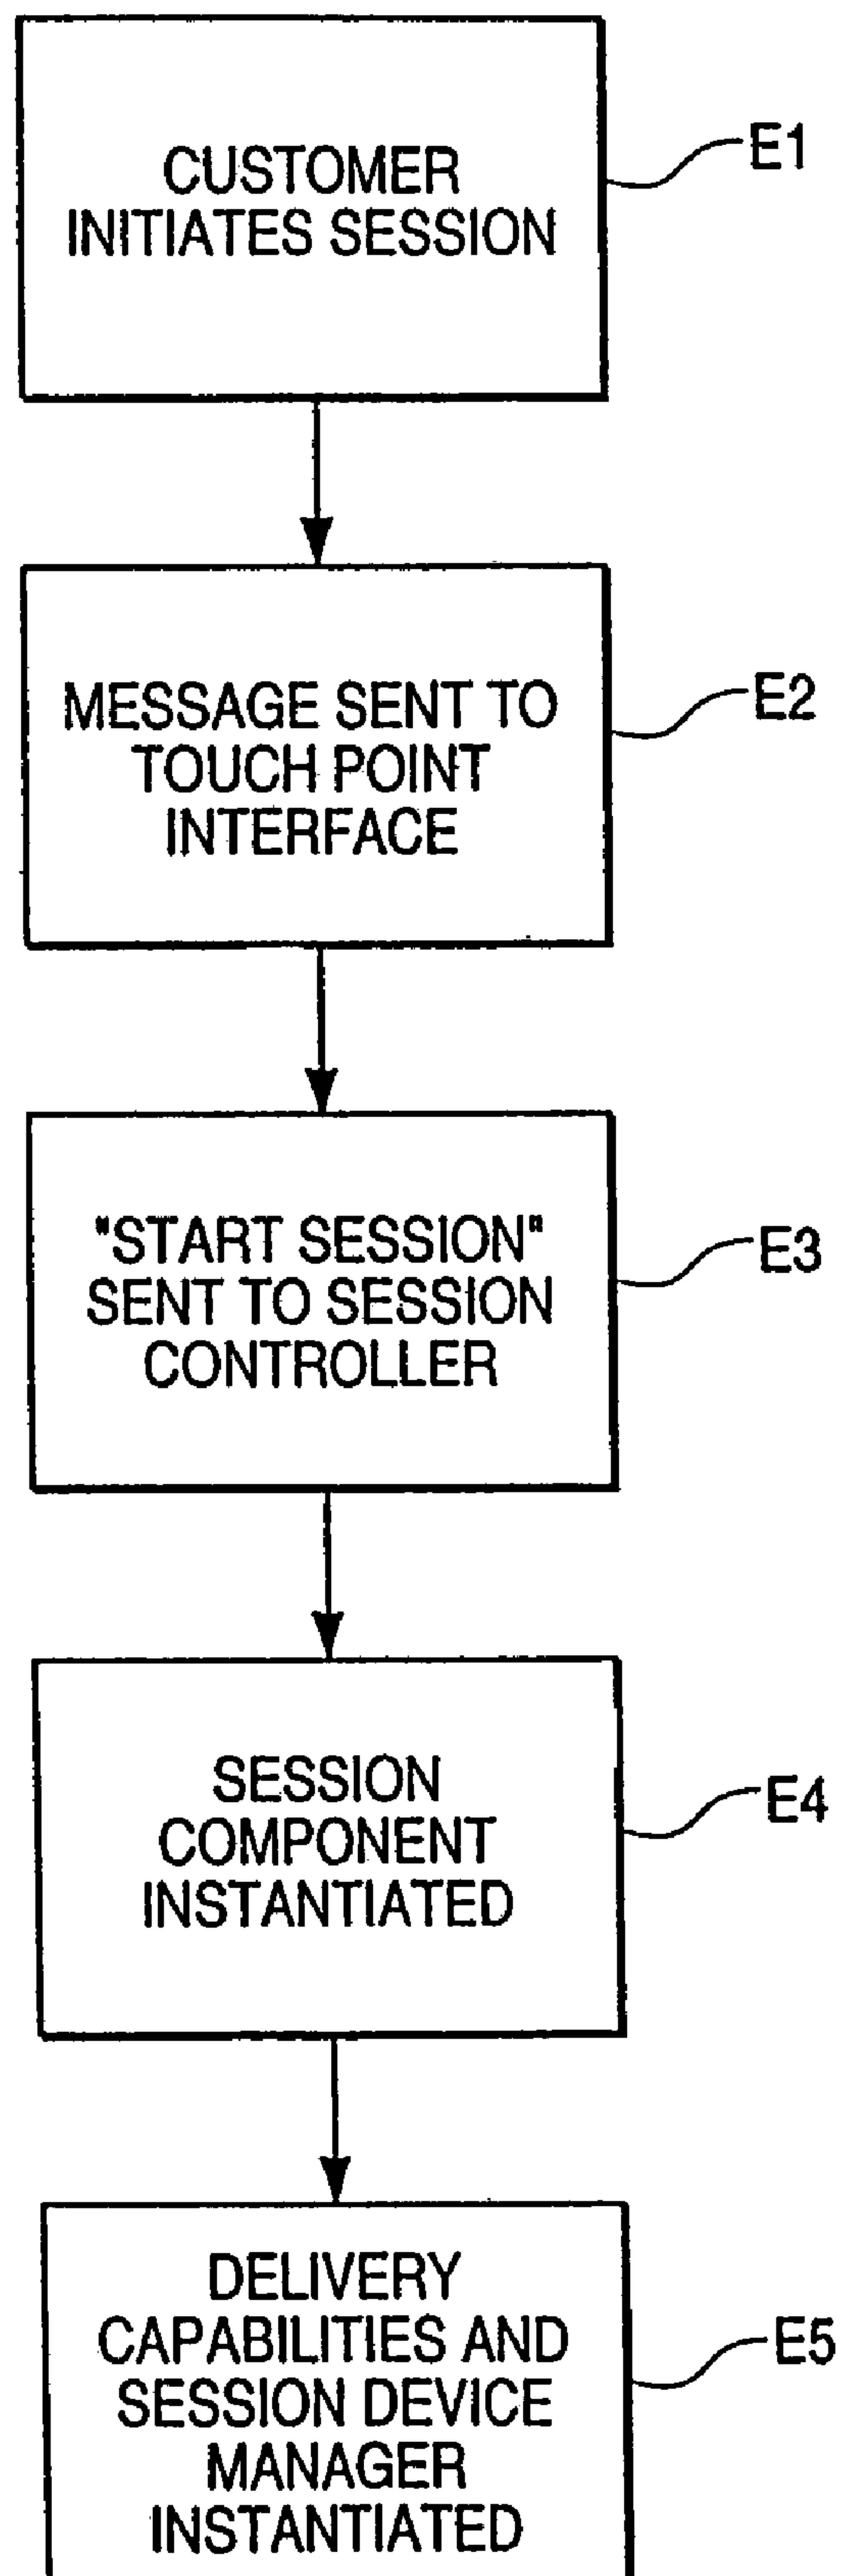 CUSTOMER
INITIATES SESSION
E1
MESSAGE SENT TO
TOUCH POINT
INTERFACE
E2
"START SESSION"
SENT TO SESSION
CONTROLLER
E3
SESSION
COMPONENT
INSTANTIATED
E4
DELIVERY
CAPABILITIES AND
SESSION DEVICE
MANAGER
INSTANTIATED
E5